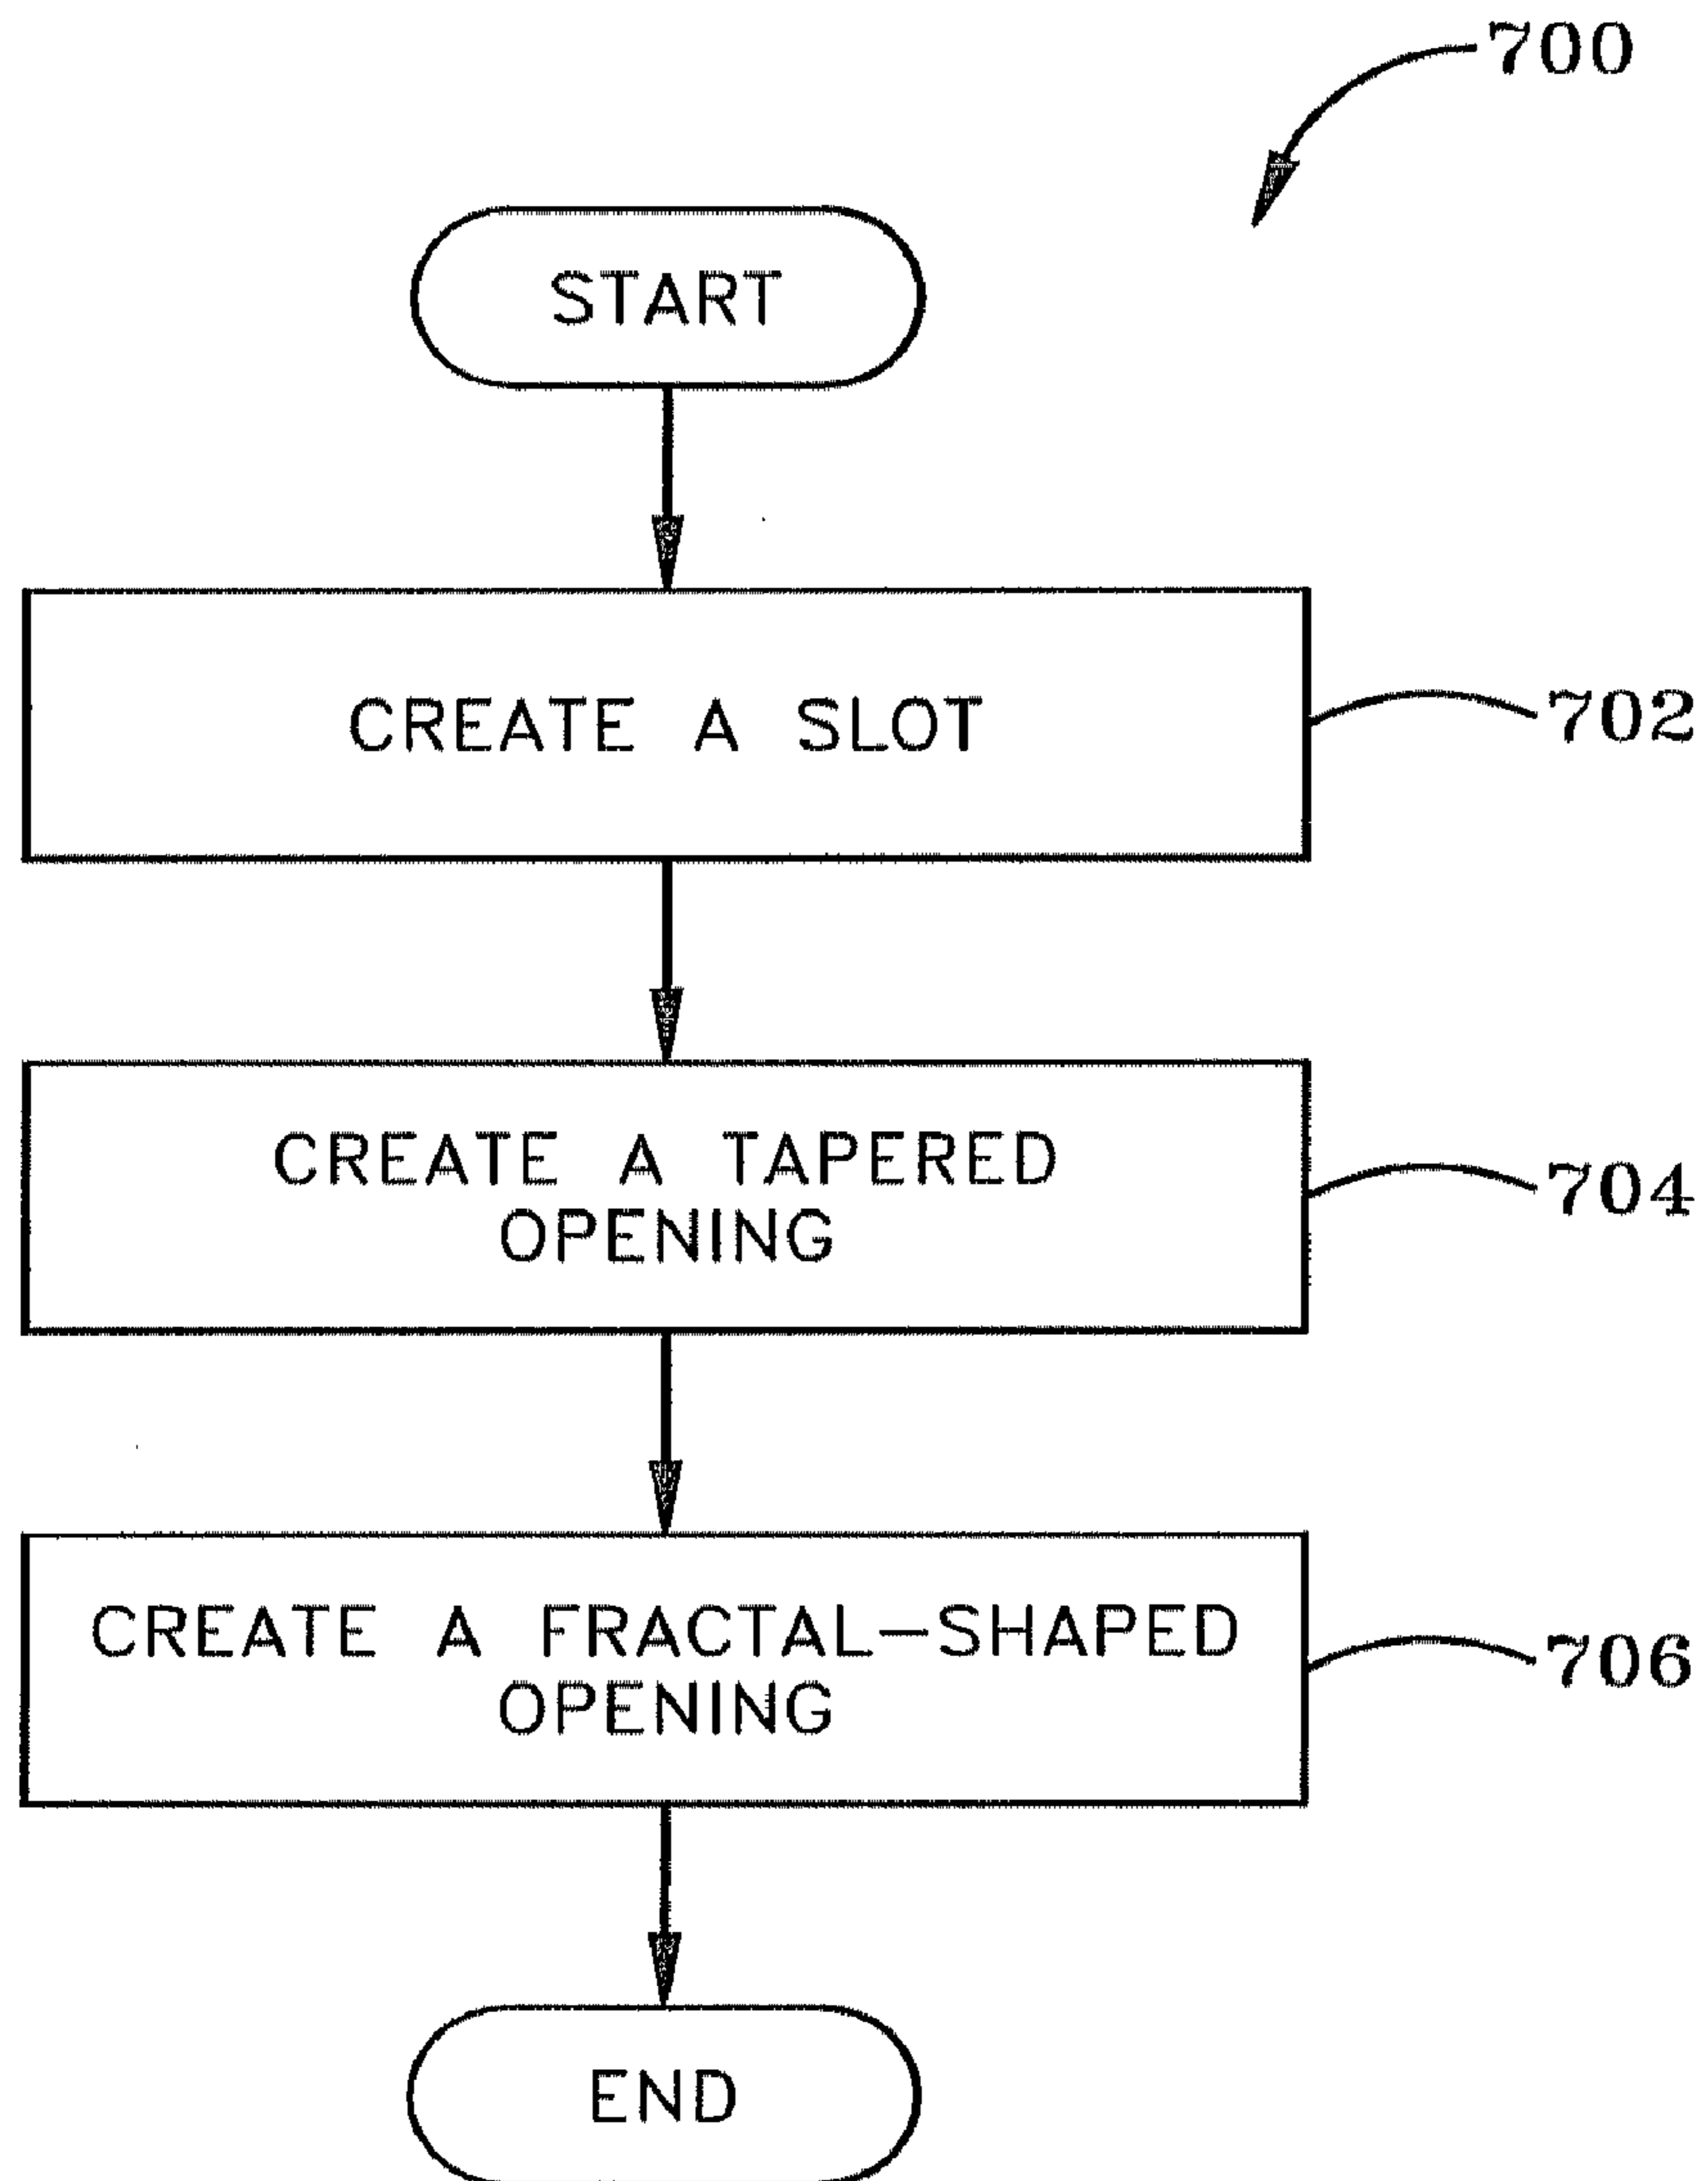 700
START
CREATE A SLOT
702
CREATE A TAPERED
OPENING
704
CREATE A FRACTAL-SHAPED
OPENING
706
END